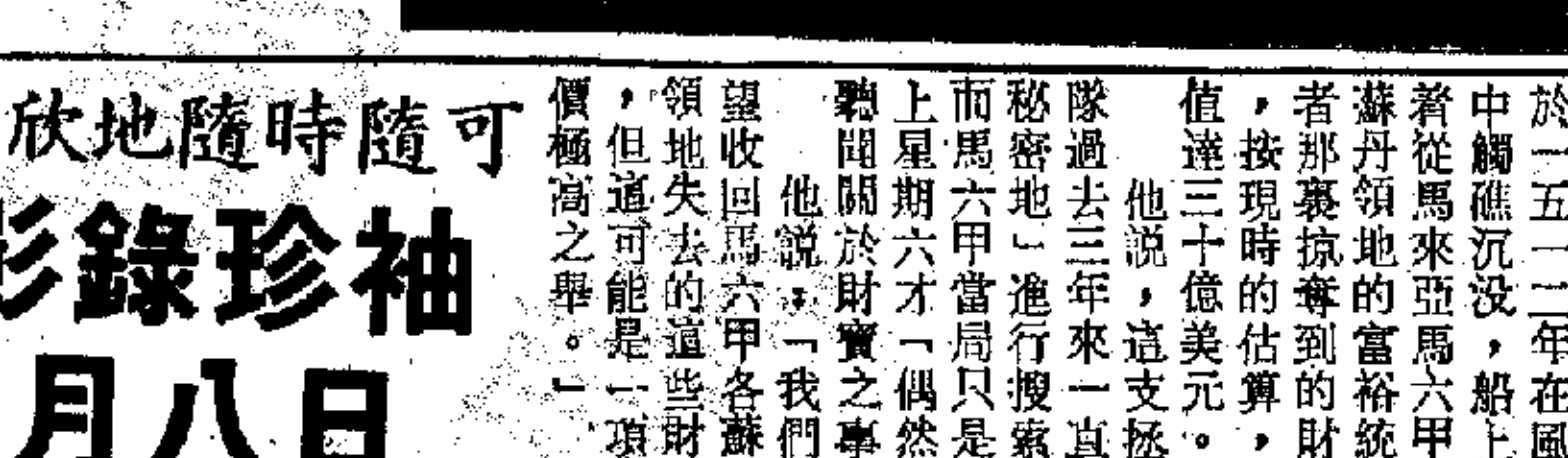 於一五一二年在風
中觸礁沉没，船上
着從馬來亞馬六甲
蘇丹領地的富裕統
者那裏掠奪到的財
，按現時的估算，
值達三十億美元。
他説，這支拯
隊過去三年來一直
秘密地」進行搜索
而馬六甲當局只是
上星期六才「偶然
聽聞關於財寶之事
他説：「我們
望收回馬六甲各蘇
領地失去的這些財
，但這可能是一項
價極高之舉。」
可隨時隨地欣
袖珍錄影
日八月